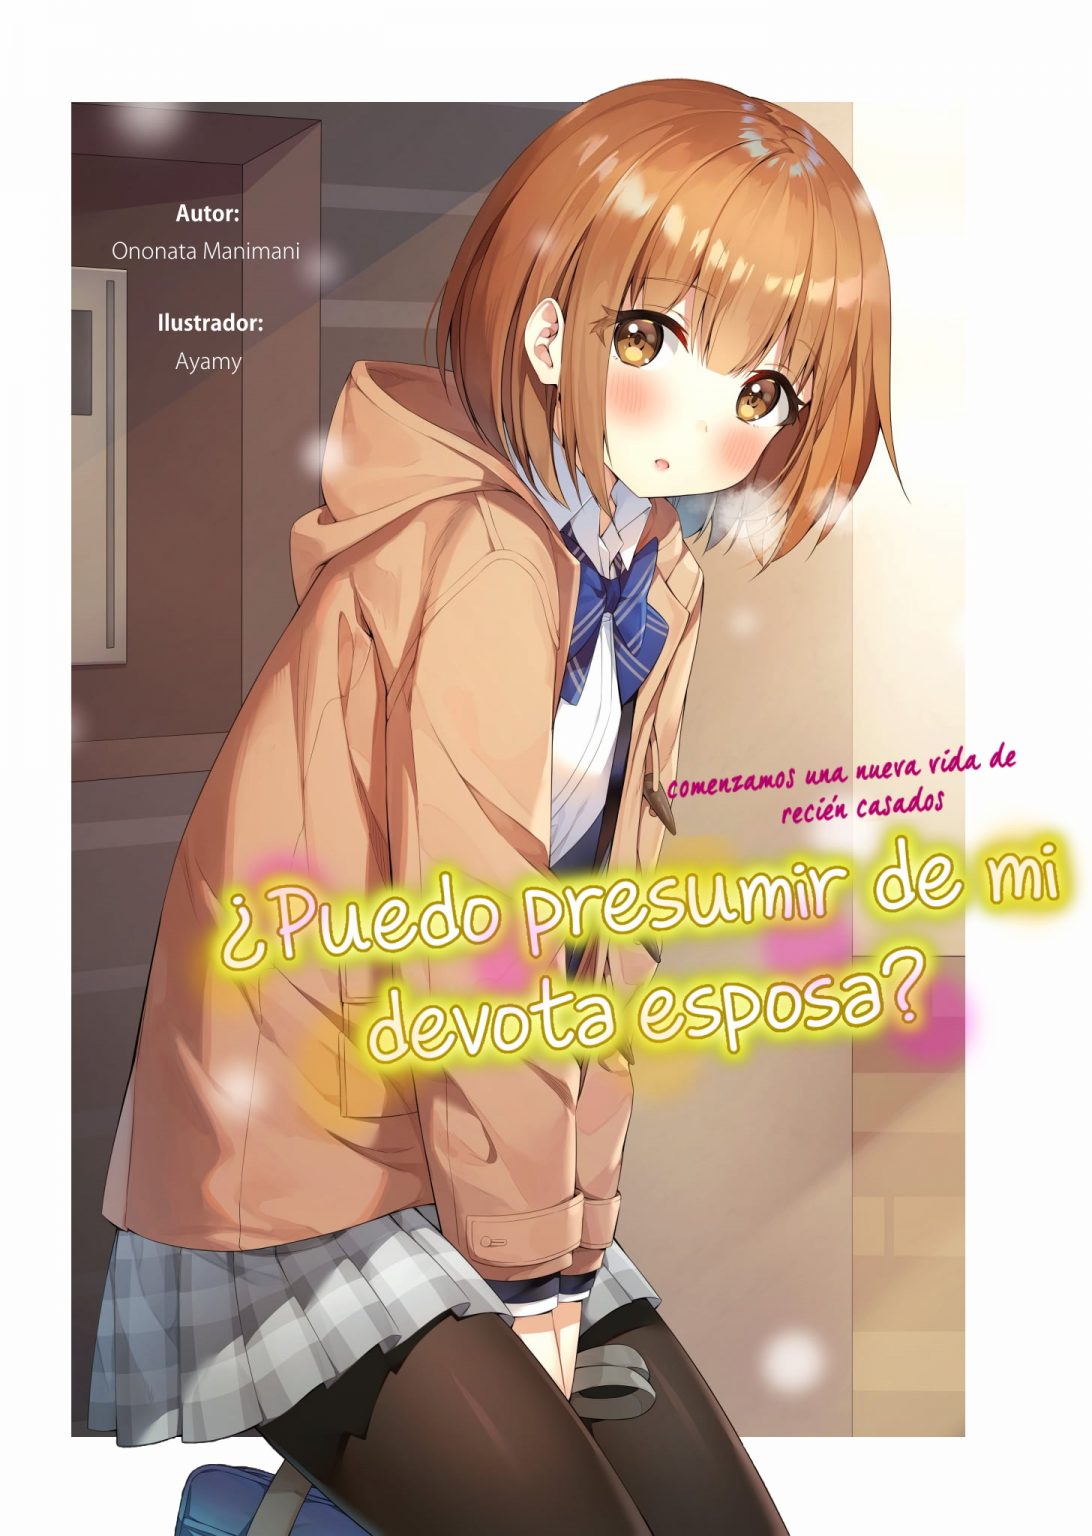 Autor:
Ononata Manimani
Ilustrador:
Ayamy
comenzamos una nueva vida de
recién casados
¿Puedo presumir de mi
devota esposa?